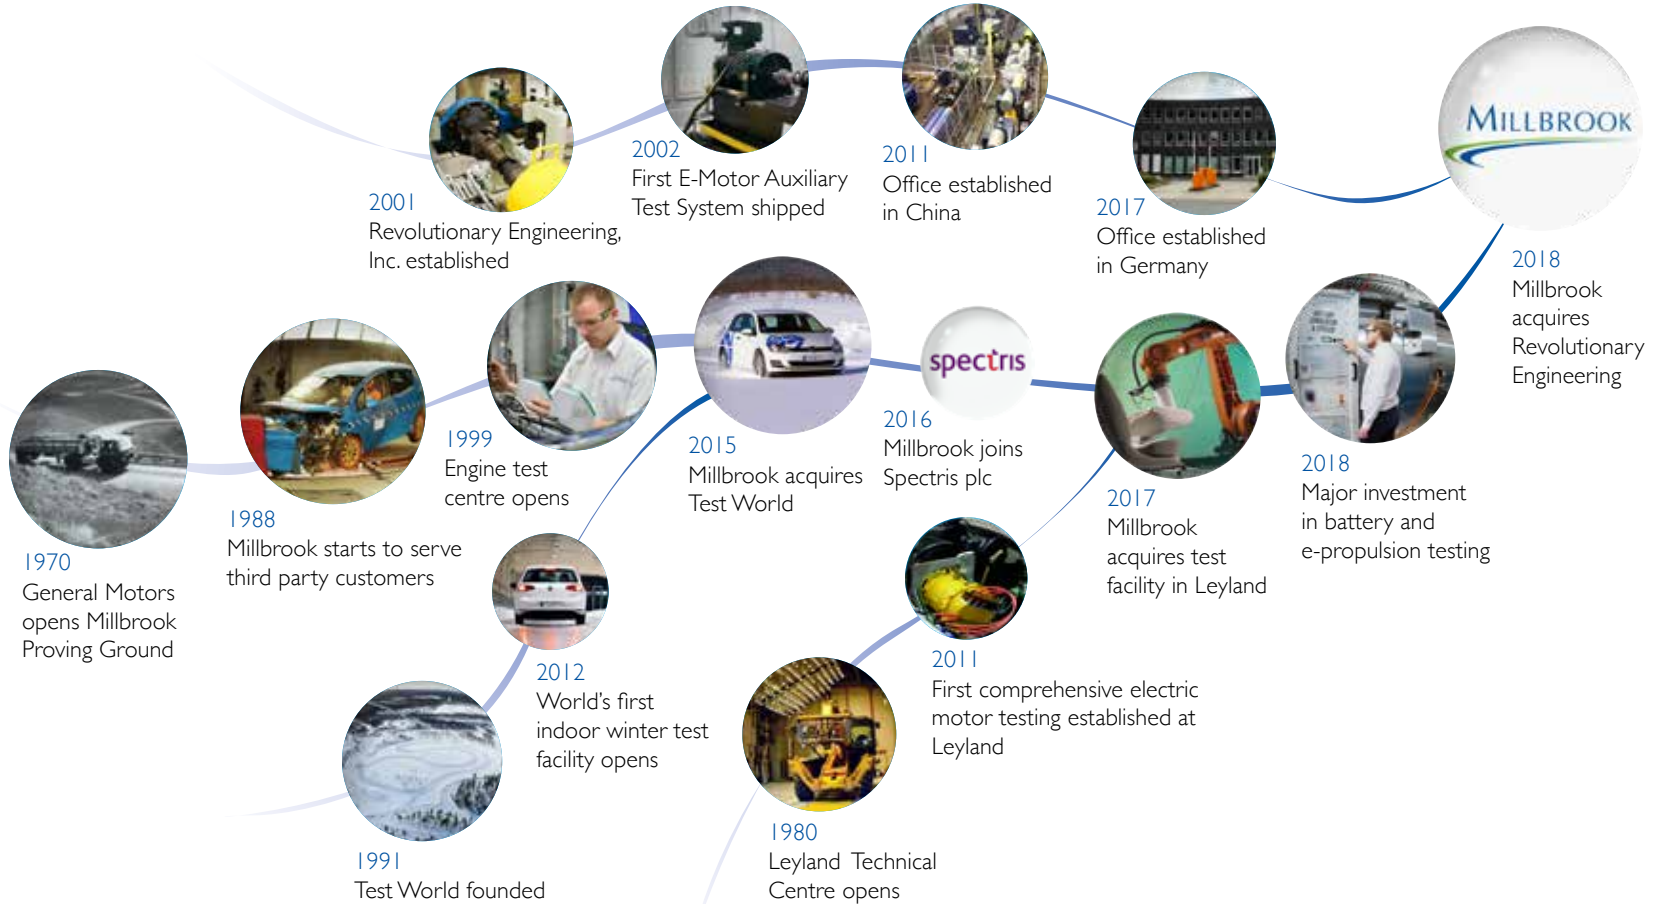 2001
Revolutionary Engineering,
Inc. established
2002
First E-Motor Auxiliary
Test System shipped
2011
Office established
in China
2017
Office established
in Germany
MILLBROOK
2018
Millbrook
acquires
Revolutionary
Engineering
1970
General Motors
opens Millbrook
Proving Ground
1988
Millbrook starts to serve
third party customers
1999
Engine test
centre opens
2015
Millbrook acquires
Test World
spectris
2016
Millbrook joins
Spectris plc
2017
Millbrook
acquires test
facility in Leyland
2018
Major investment
in battery and
e-propulsion testing
1991
Test World founded
2012
World's first
indoor winter test
facility opens
1980
Leyland Technical
Centre opens
2011
First comprehensive electric
motor testing established at
Leyland